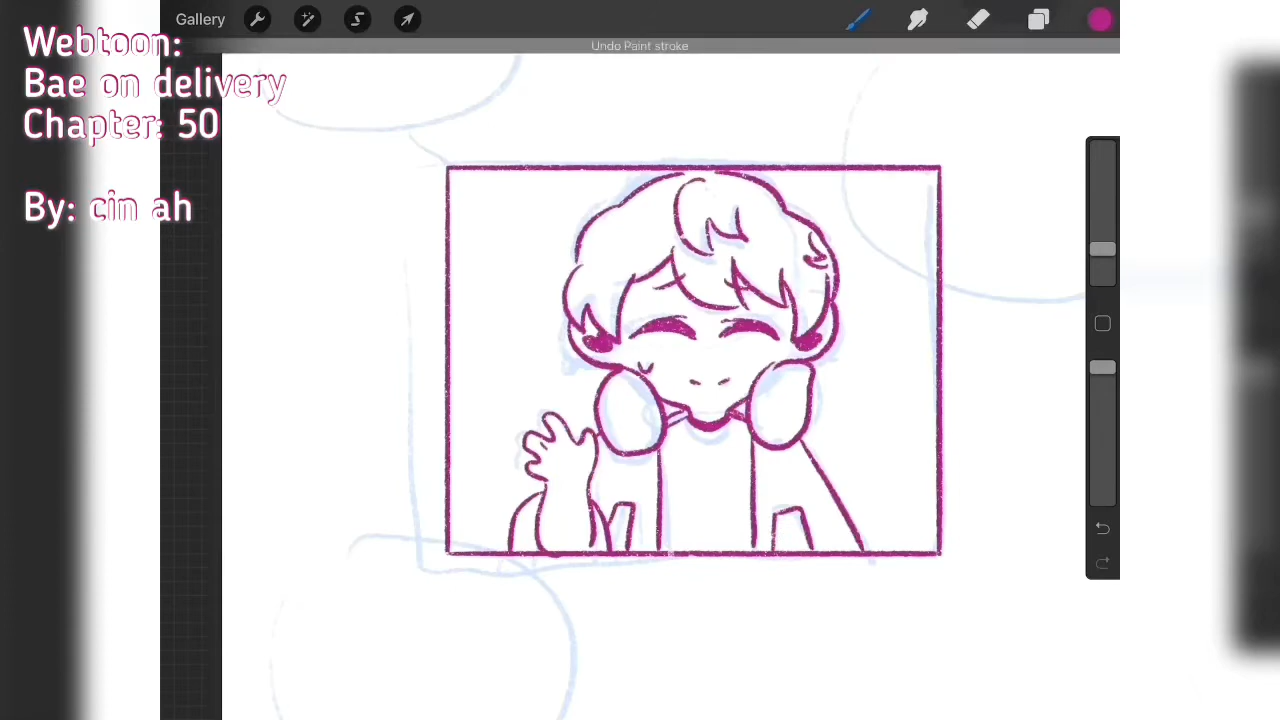 Gallery
Undo Paint stroke
Webtoon:
Bae on delivery
Chapter: 50
By: cin ah